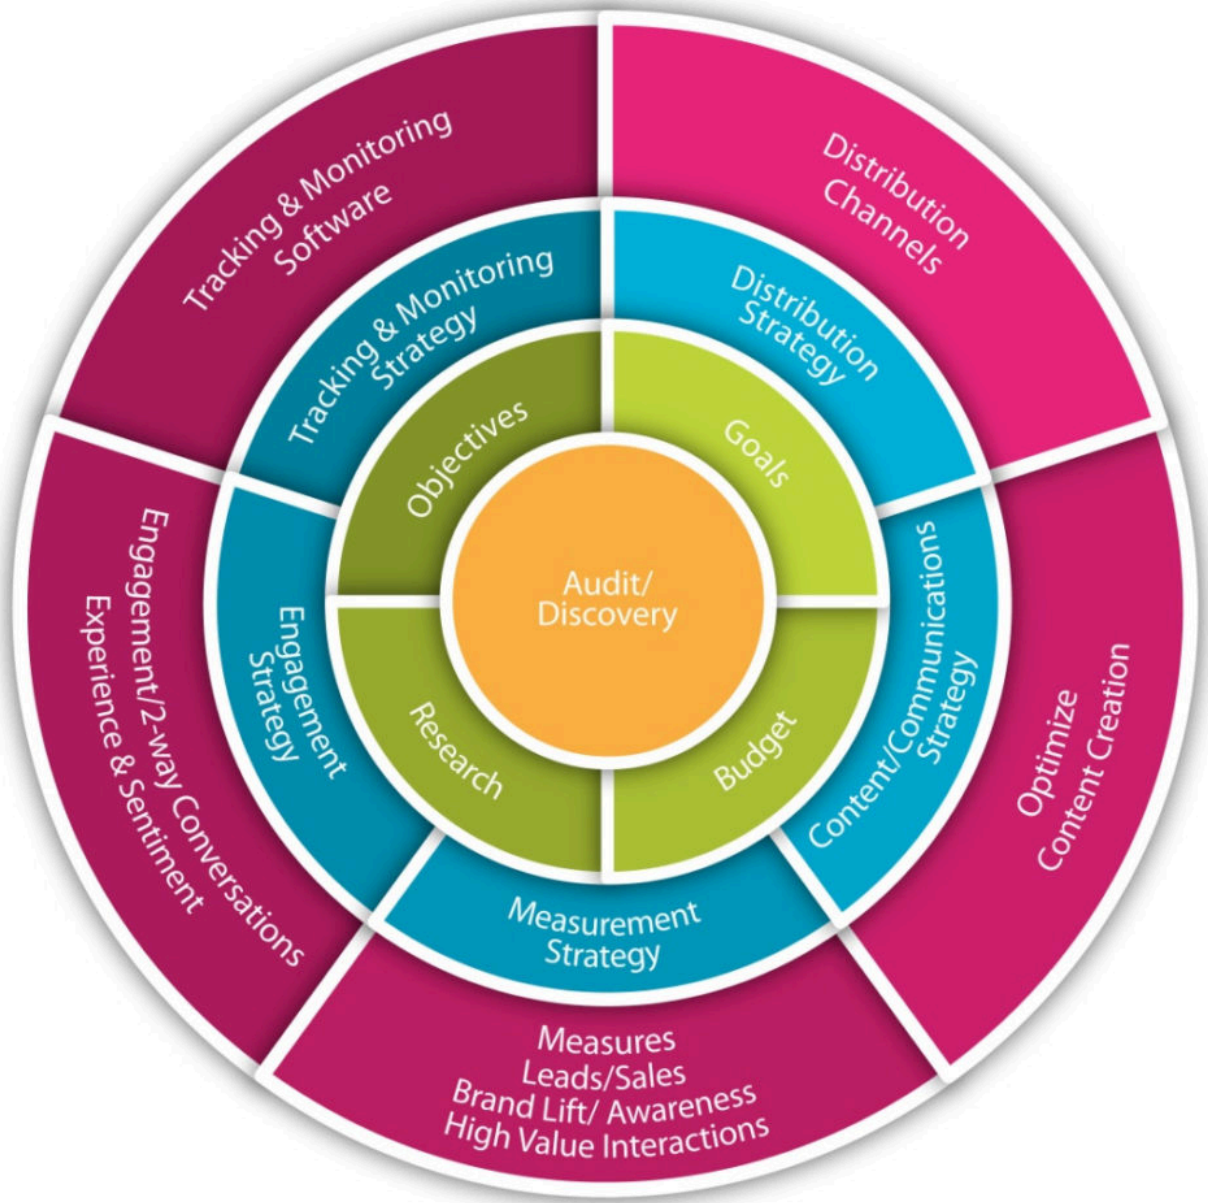 Tracking & Monitoring
Software
Distribution
Channels
Tracking & Monitoring
Strategy
Distribution
Strategy
Objectives
Goals
Audit/
Discovery
Engagement/2-way Conversations
Experience & Sentiment
Engagement
Strategy
Content/Communications
Strategy
Optimize
Content Creation
Research
Budget
Measurement
Strategy
Measures
Leads/Sales
Brand Lift/ Awareness
High Value Interactions